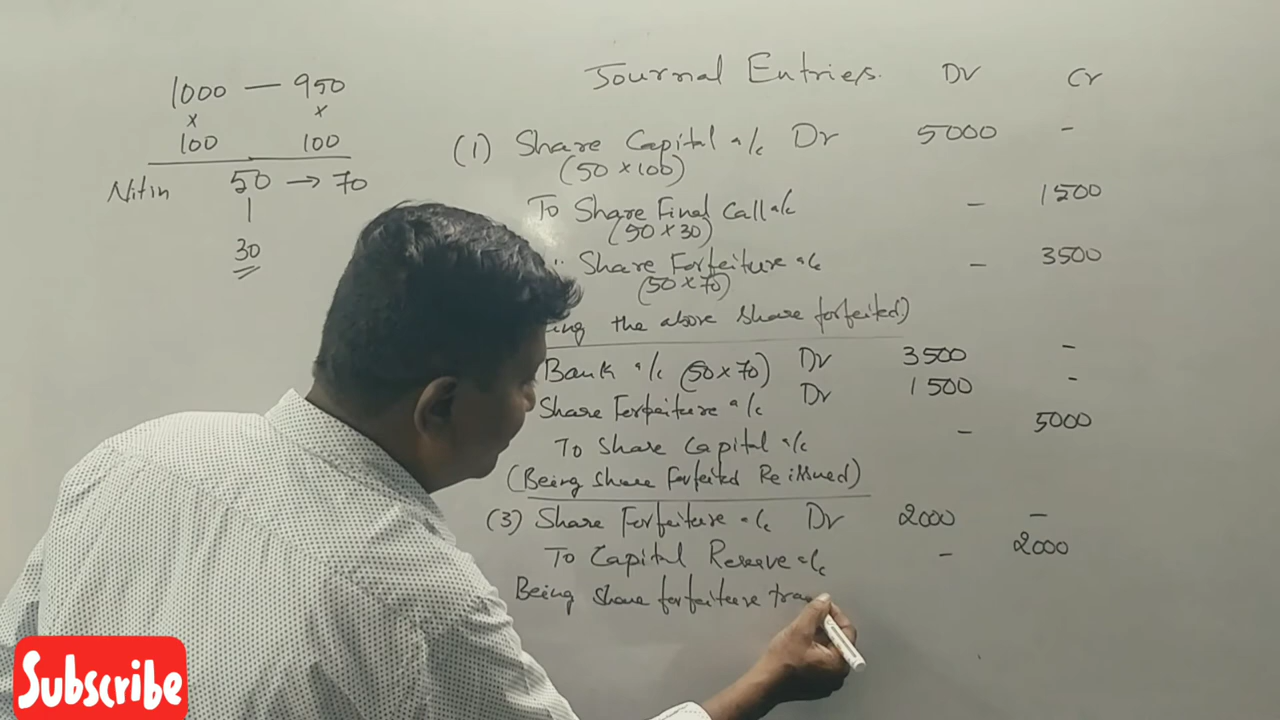 1000 — 950
x x
100 100
Nitin 50 → 70
30
Journal Entries. Dr Cr
(1) Share Capital a/c Dr 5000 -
(50 x 100)
To Share Final Call a/c - 1500
(50 x 30)
" Share Forfeiture a/c - 3500
(50 x 70)
the above share forfeited)
Bank a/c (50 x 70) Dr 3500 -
Share Forfeiture a/c Dr 1500 -
To Share Capital a/c - 5000
(Being Share Forfeited Reissued)
(3) Share Forfeiture a/c Dr 2000 -
To Capital Reserve a/c - 2000
Being share forfeiture tra
Subscribe